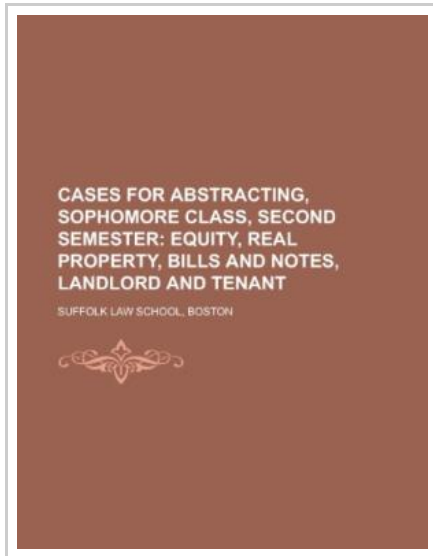 CASES FOR ABSTRACTING,
SOPHOMORE CLASS, SECOND
SEMESTER: EQUITY, REAL
PROPERTY, BILLS AND NOTES,
LANDLORD AND TENANT
SUFFOLK LAW SCHOOL, BOSTON